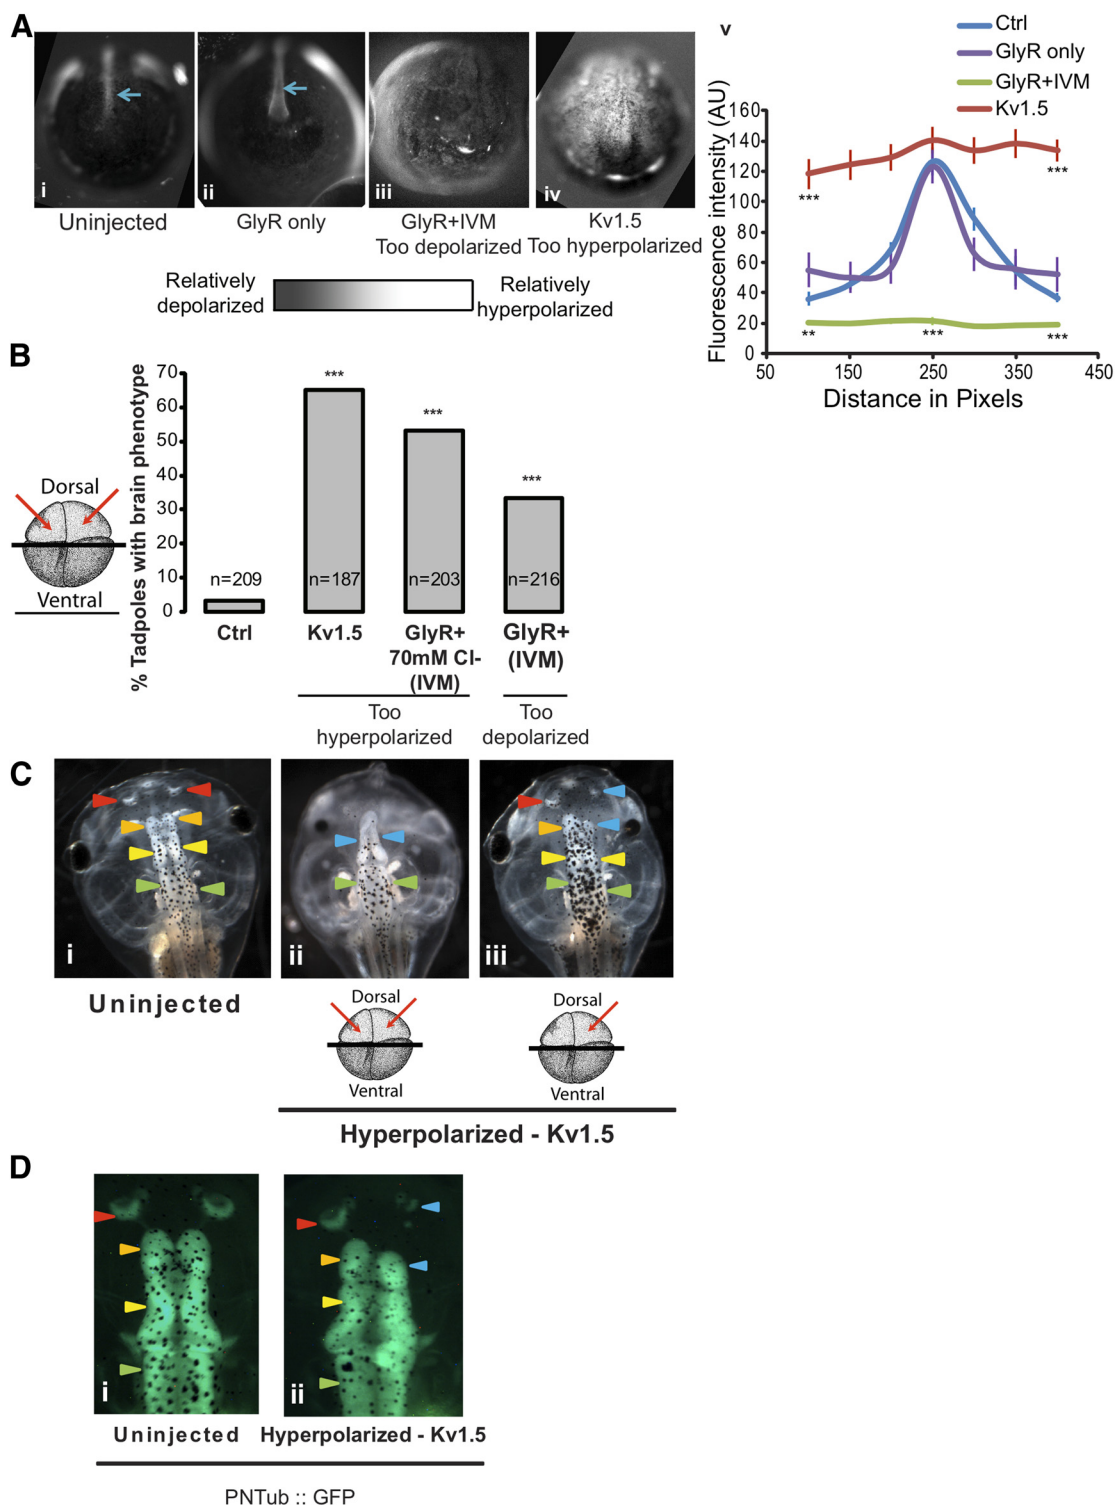 A
i
ii
iii
iv
Uninjected
GlyR only
GlyR+IVM
Too depolarized
Kv1.5
Too hyperpolarized
Relatively
depolarized
Relatively
hyperpolarized
v
Ctrl
GlyR only
GlyR+IVM
Kv1.5
Fluorescence intensity (AU)
160
140
120
100
80
60
40
20
0
***
***
**
***
***
50
150
250
350
450
Distance in Pixels
B
Dorsal
Ventral
% Tadpoles with brain phenotype
70
60
50
40
30
20
10
0
***
***
***
n=209
n=187
n=203
n=216
Ctrl
Kv1.5
GlyR+
70mM Cl-
(IVM)
GlyR+
(IVM)
Too
hyperpolarized
Too
depolarized
C
i
ii
iii
Uninjected
Dorsal
Ventral
Dorsal
Ventral
Hyperpolarized - Kv1.5
D
i
ii
Uninjected
Hyperpolarized - Kv1.5
PNTub :: GFP